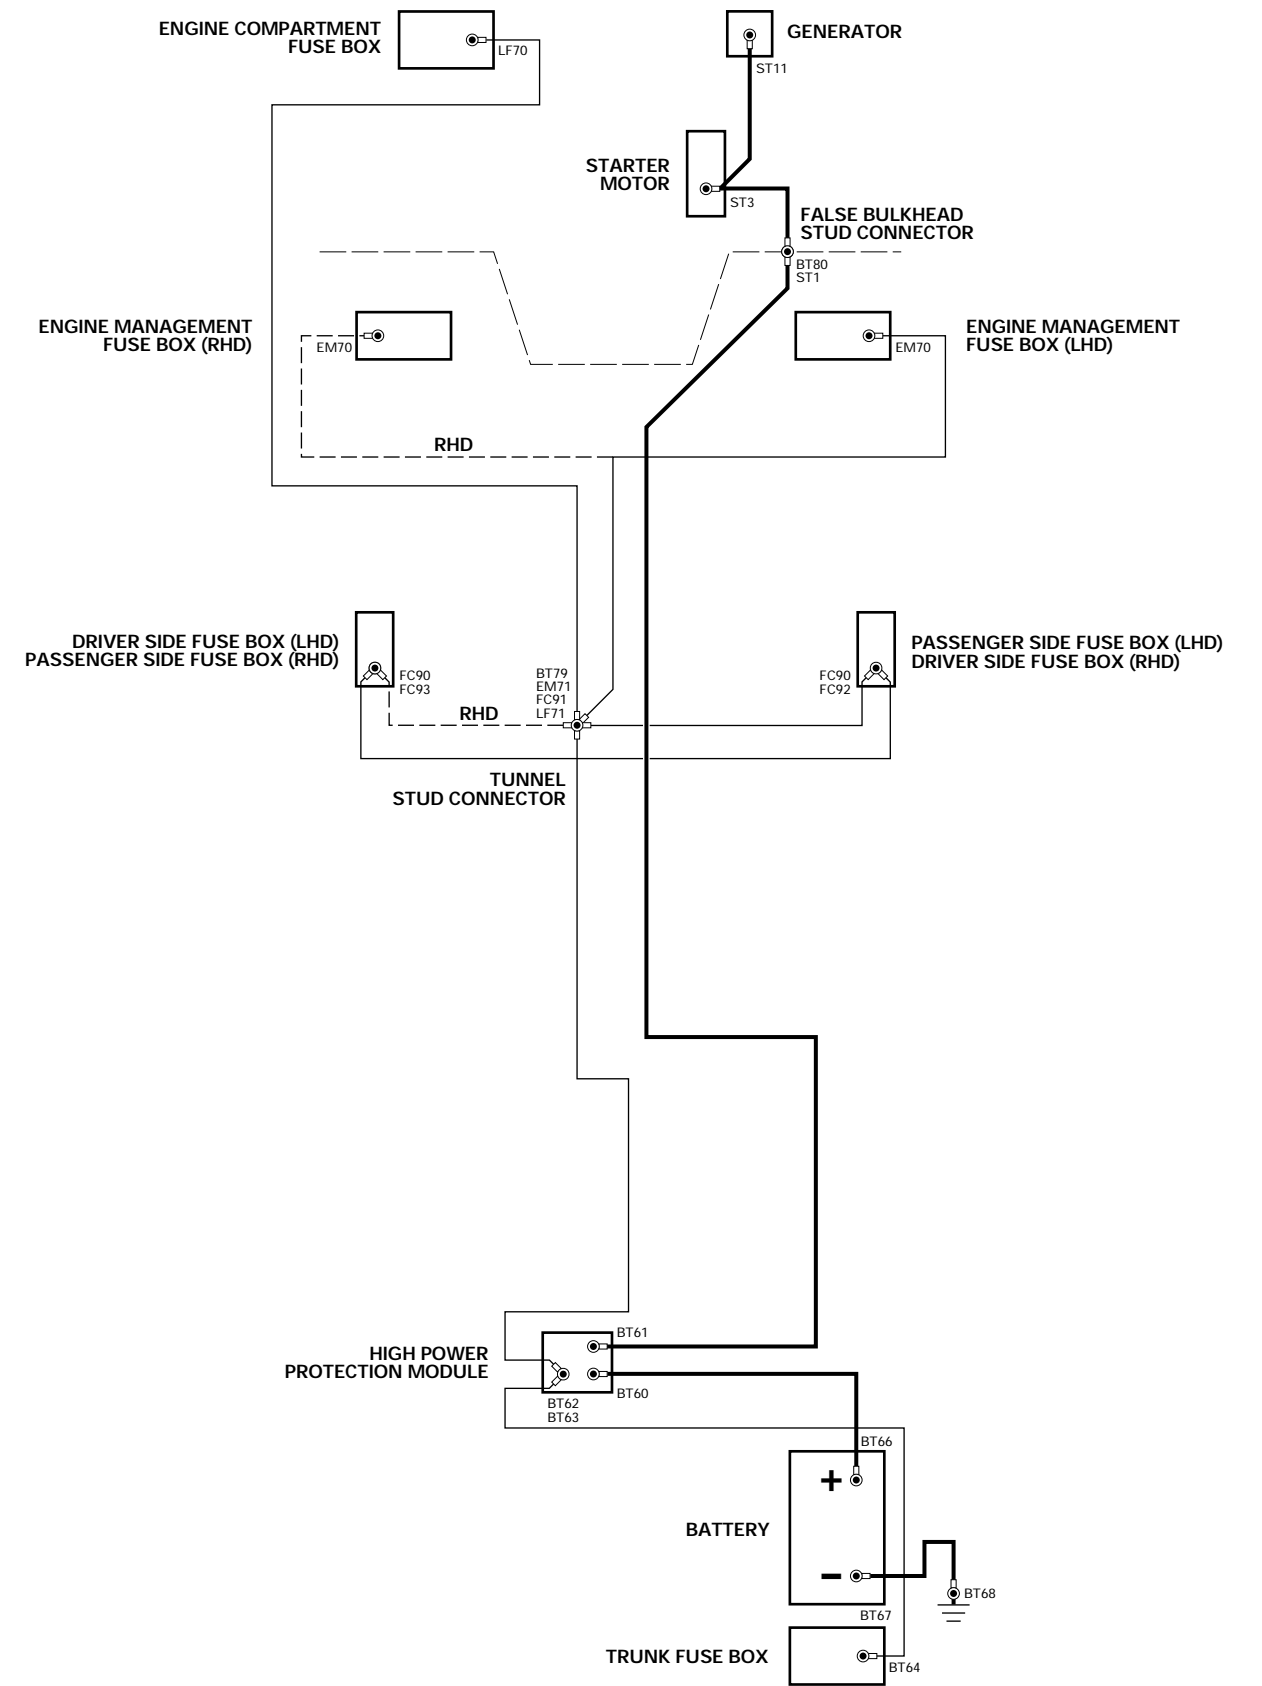 ENGINE COMPARTMENT
FUSE BOX
LF70
GENERATOR
ST11
STARTER
MOTOR
ST3
FALSE BULKHEAD
STUD CONNECTOR
BT80
ST1
ENGINE MANAGEMENT
FUSE BOX (RHD)
EM70
EM70
ENGINE MANAGEMENT
FUSE BOX (LHD)
RHD
DRIVER SIDE FUSE BOX (LHD)
PASSENGER SIDE FUSE BOX (RHD)
FC90
FC93
BT79
EM71
FC91
LF71
FC90
FC92
PASSENGER SIDE FUSE BOX (LHD)
DRIVER SIDE FUSE BOX (RHD)
RHD
TUNNEL
STUD CONNECTOR
HIGH POWER
PROTECTION MODULE
BT61
BT60
BT62
BT63
BT66
+
BATTERY
–
BT68
BT67
TRUNK FUSE BOX
BT64